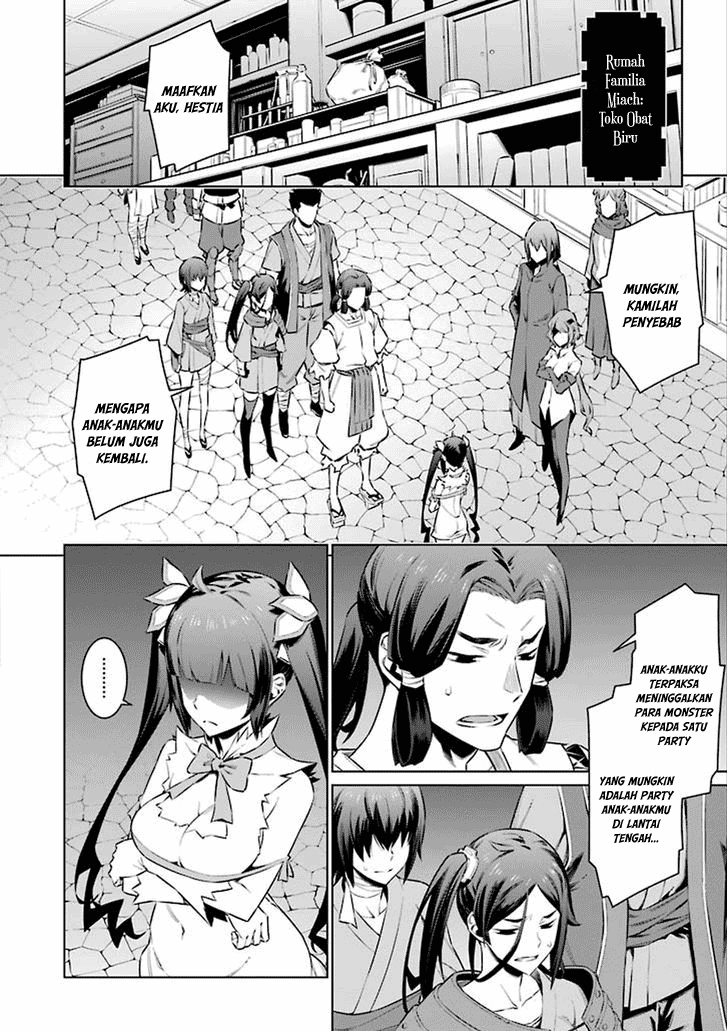 Rumah
Familia
Miach:
Toko Obat
Biru
MAAFKAN
AKU, HESTIA
MUNGKIN,
KAMILAH
PENYEBAB
MENGAPA
ANAK-ANAKMU
BELUM JUGA
KEMBALI.
ANAK-ANAKKU
TERPAKSA
MENINGGALKAN
PARA MONSTER
KEPADA SATU
PARTY
YANG MUNGKIN
ADALAH PARTY
ANAK-ANAKMU
DI LANTAI
TENGAH...
.........